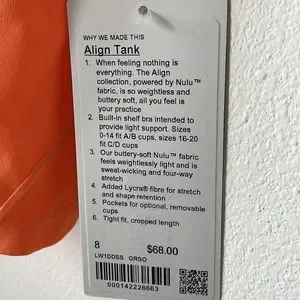 WHY WE MADE THIS
Align Tank
1. When feeling nothing is
everything. The Align
collection, powered by Nulu™
fabric, is so weightless and
buttery soft, all you feel is
your practice
2. Built-in shelf bra intended to
provide light support. Sizes
0-14 fit A/B cups, sizes 16-20
fit C/D cups
3. Our buttery-soft Nulu™ fabric
feels weightlessly light and is
sweat-wicking and four-way
stretch
4. Added Lycra® fibre for stretch
and shape retention
5. Pockets for optional, removable
cups
6. Tight fit, cropped length
8 $68.00
LW1DDSS ORSO
000142226663